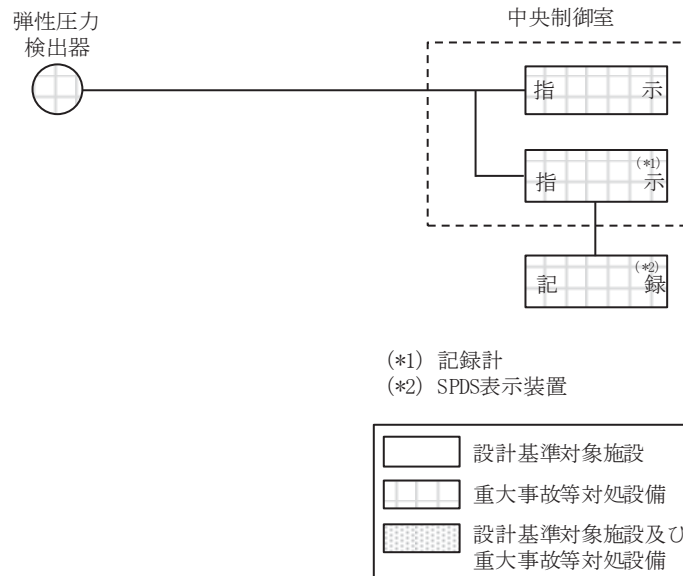 弾性圧力
検出器
中央制御室
指 示
指 示(*1)
記 録(*2)
(*1) 記録計
(*2) SPDS表示装置
設計基準対象施設
重大事故等対処設備
設計基準対象施設及び
重大事故等対処設備